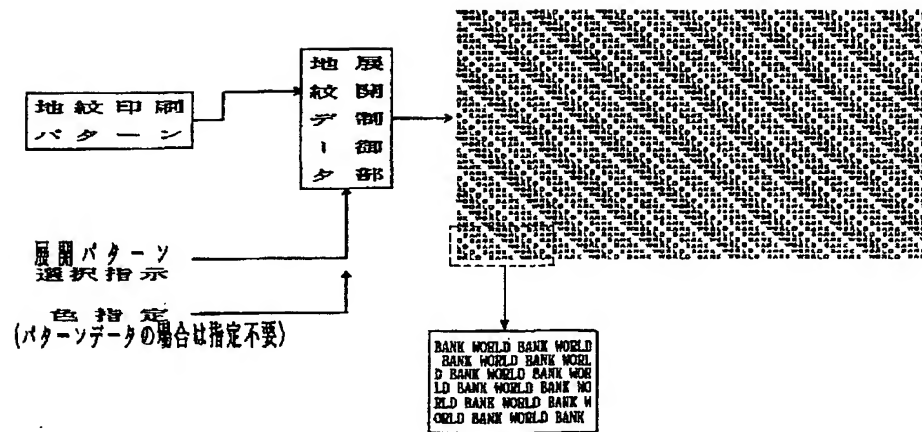 地紋印刷
パターン
地紋データ
展開制御部
展開パターン
選択指示
色指定
(パターンデータの場合は指定不要)
BANK WORLD BANK WORLD
BANK WORLD BANK WORL
D BANK WORLD BANK WOR
LD BANK WORLD BANK WO
RLD BANK WORLD BANK W
ORLD BANK WORLD BANK